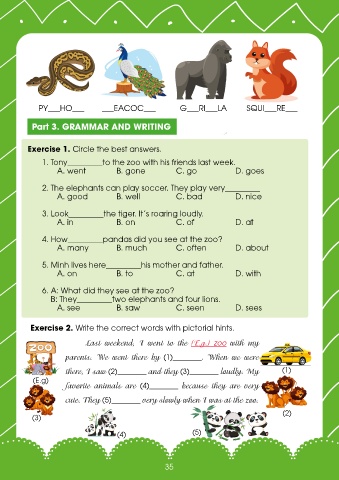 PY___HO___ ___EACOC___ G___RI___LA SQUI___RE___
Part 3. GRAMMAR AND WRITING
Exercise 1. Circle the best answers.
1. Tony_________to the zoo with his friends last week.
A. went B. gone C. go D. goes
2. The elephants can play soccer. They play very_________
A. good B. well C. bad D. nice
3. Look_________the tiger. It's roaring loudly.
A. in B. on C. of D. at
4. How_________pandas did you see at the zoo?
A. many B. much C. often D. about
5. Minh lives here_________his mother and father.
A. on B. to C. at D. with
6. A: What did they see at the zoo?
B: They_________two elephants and four lions.
A. see B. saw C. seen D. sees
Exercise 2. Write the correct words with pictorial hints.
ZOO
Last weekend, I went to the (E.g.) zoo with my
parents. We went there by (1)_______. When we were
there, I saw (2)_______ and they (3)_______ loudly. My
favorite animals are (4)_______ because they are very
cute. They (5)_______ very slowly when I was at the zoo.
(E.g)
(1)
(2)
(3)
(4)
(5)
35